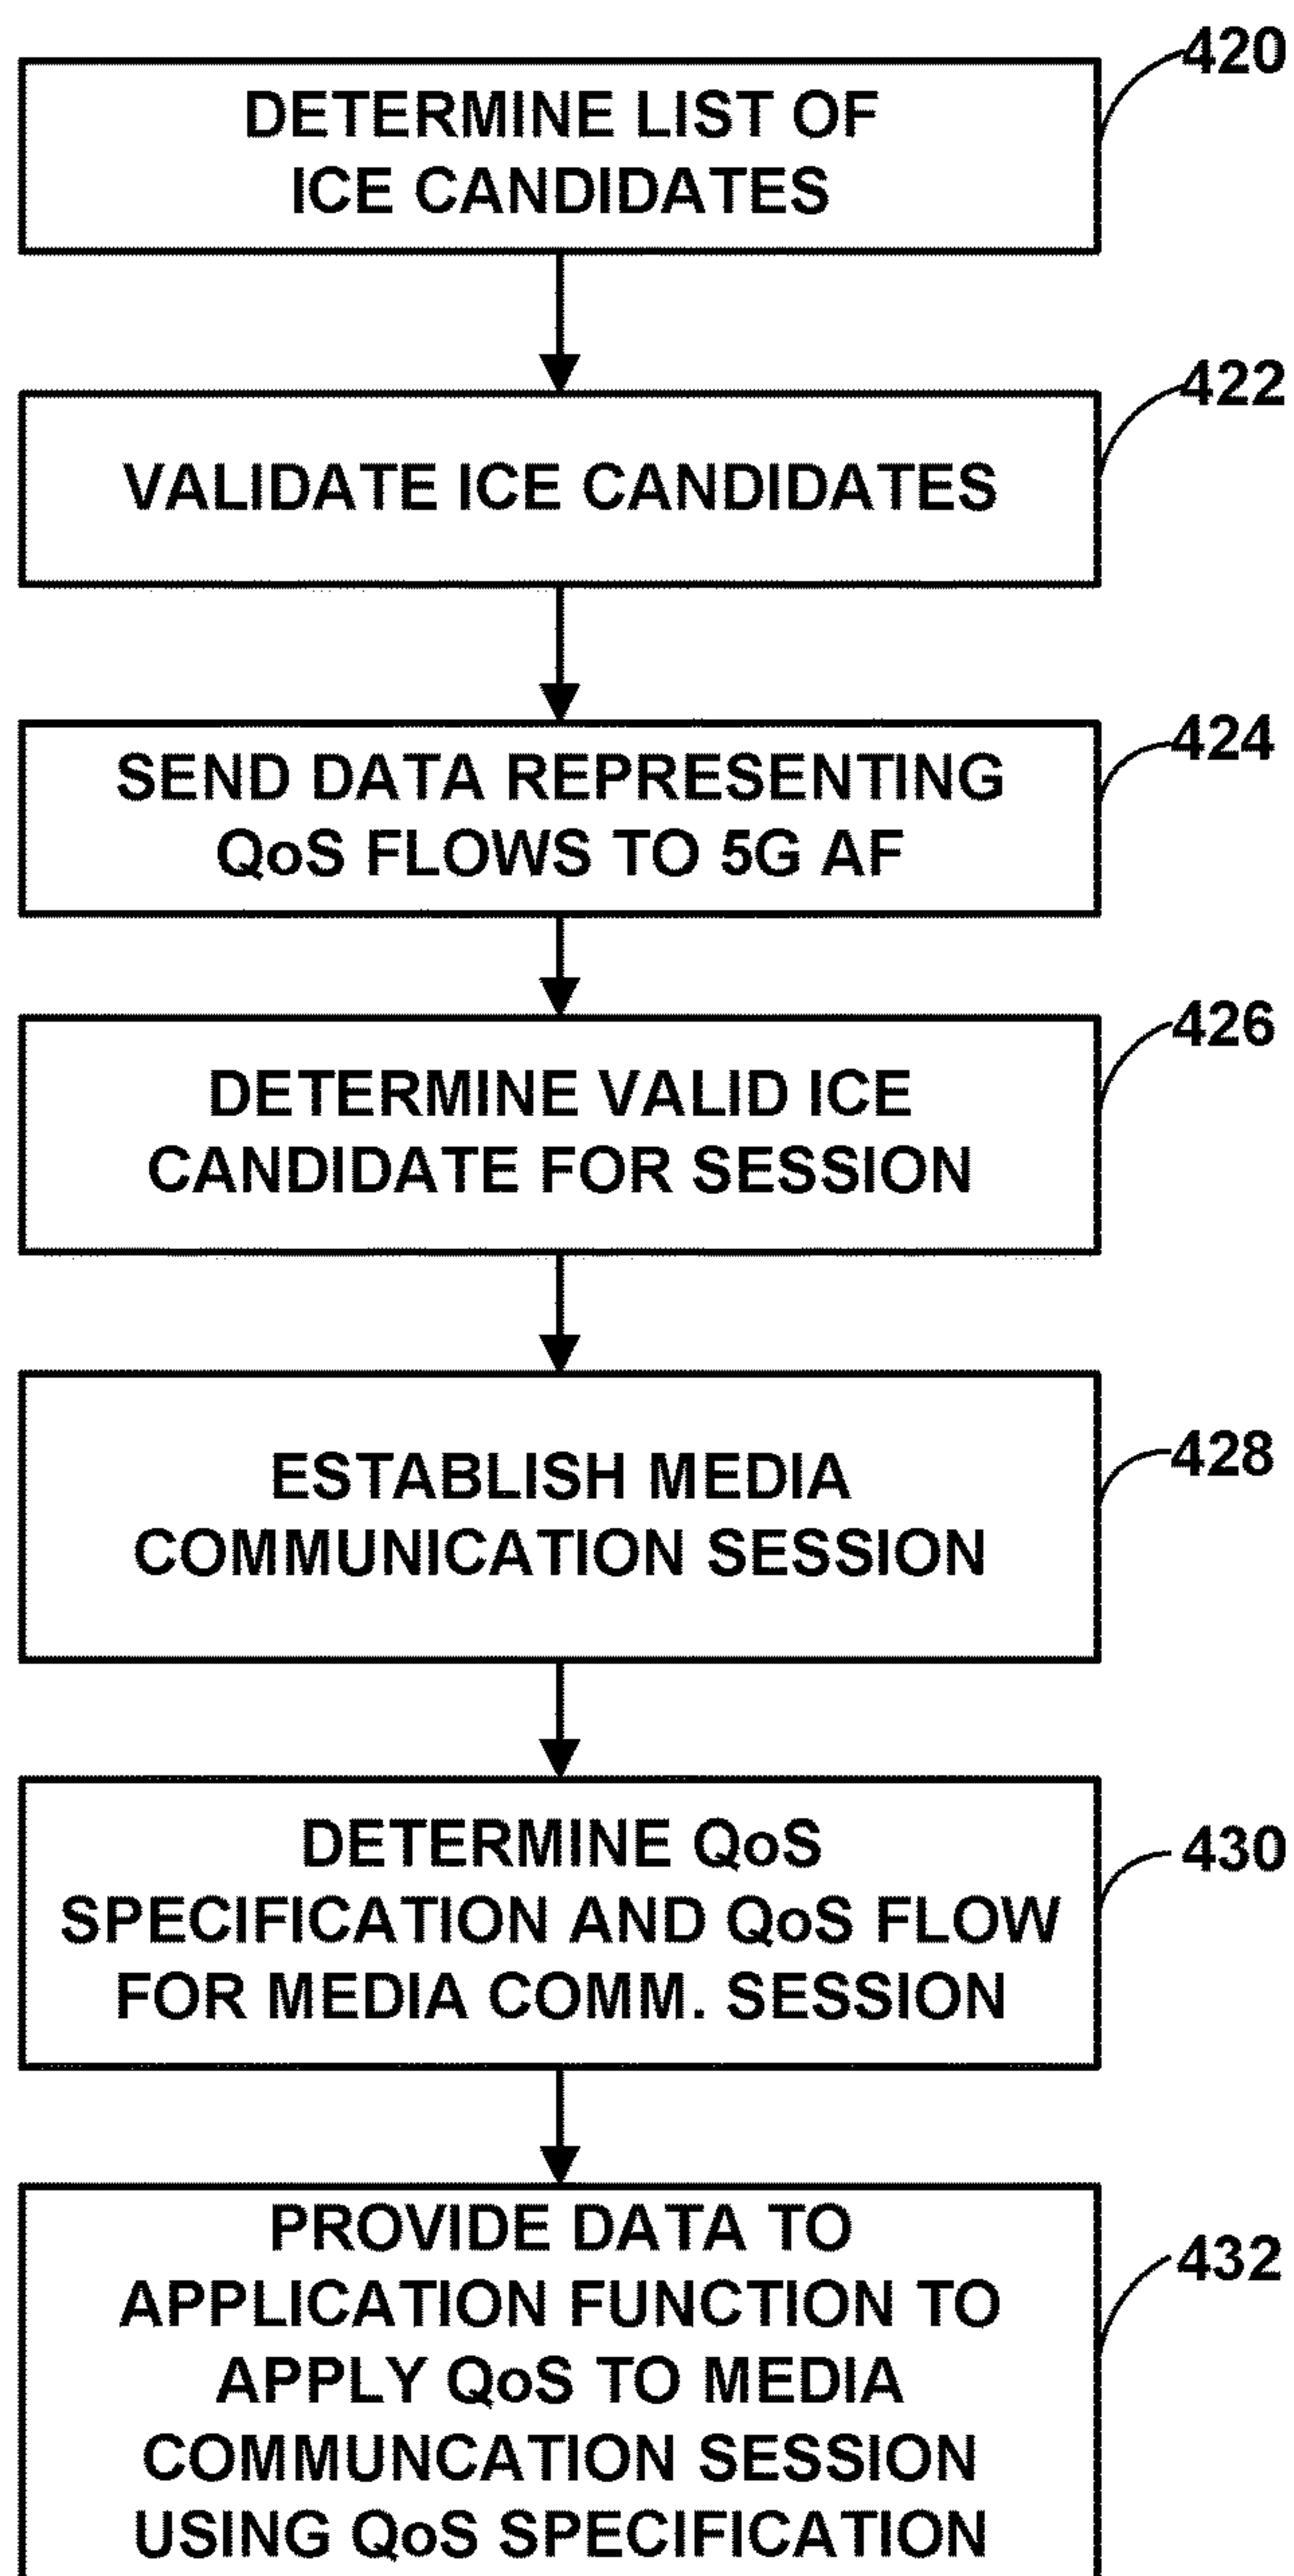 420
DETERMINE LIST OF
ICE CANDIDATES
422
VALIDATE ICE CANDIDATES
424
SEND DATA REPRESENTING
QoS FLOWS TO 5G AF
426
DETERMINE VALID ICE
CANDIDATE FOR SESSION
428
ESTABLISH MEDIA
COMMUNICATION SESSION
430
DETERMINE QoS
SPECIFICATION AND QoS FLOW
FOR MEDIA COMM. SESSION
432
PROVIDE DATA TO
APPLICATION FUNCTION TO
APPLY QoS TO MEDIA
COMMUNCATION SESSION
USING QoS SPECIFICATION